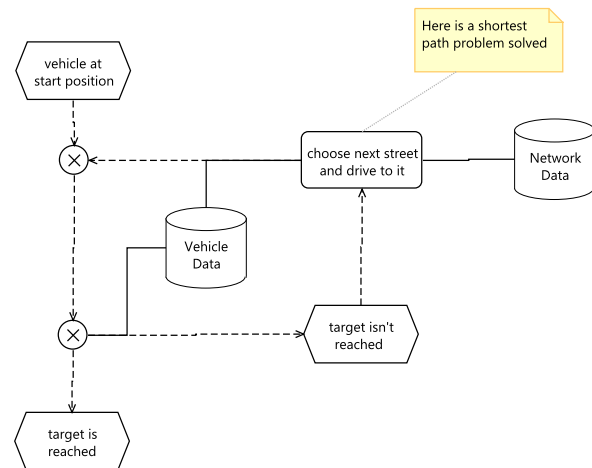 Here is a shortest
path problem solved
vehicle at
start position
choose next street
and drive to it
Network
Data
Vehicle
Data
target isn't
reached
target is
reached